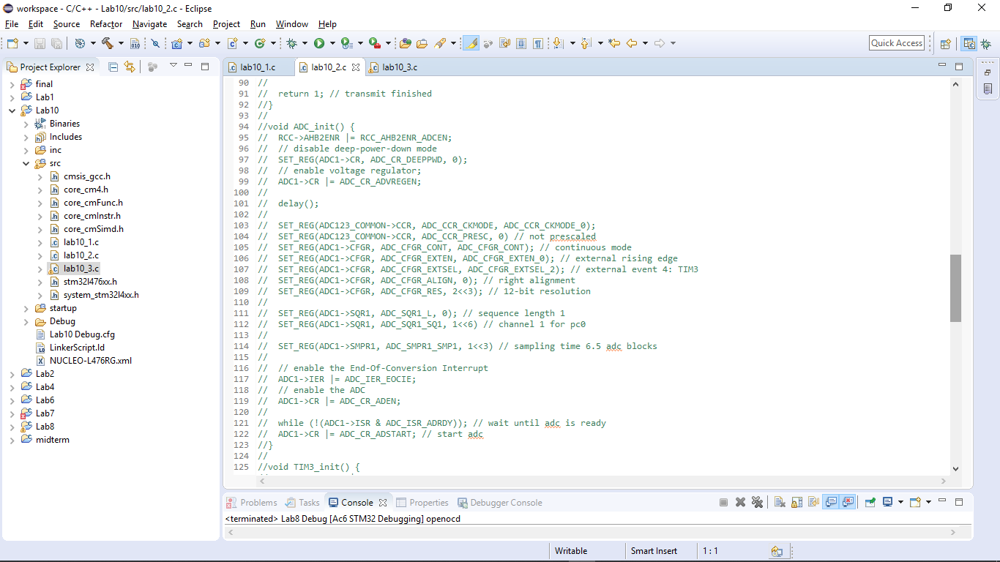 workspace - C/C++ - Lab10/src/lab10_2.c - Eclipse
File Edit Source Refactor Navigate Search Project Run Window Help
Quick Access
Project Explorer
final
Lab1
Lab10
Binaries
Includes
inc
src
cmsis_gcc.h
core_cm4.h
core_cmFunc.h
core_cmInstr.h
core_cmSimd.h
lab10_1.c
lab10_2.c
lab10_3.c
stm32l476xx.h
system_stm32l4xx.h
startup
Debug
Lab10 Debug.cfg
LinkerScript.ld
NUCLEO-L476RG.xml
Lab2
Lab4
Lab6
Lab7
Lab8
midterm
lab10_1.c lab10_2.c lab10_3.c
90 //
91 //  return 1; // transmit finished
92 //}
93 //
94 //void ADC_init() {
95 //  RCC->AHB2ENR |= RCC_AHB2ENR_ADCEN;
96 //  // disable deep-power-down mode
97 //  SET_REG(ADC1->CR, ADC_CR_DEEPPWD, 0);
98 //  // enable voltage regulator;
99 //  ADC1->CR |= ADC_CR_ADVREGEN;
100 //
101 //  delay();
102 //
103 //  SET_REG(ADC123_COMMON->CCR, ADC_CCR_CKMODE, ADC_CCR_CKMODE_0);
104 //  SET_REG(ADC123_COMMON->CCR, ADC_CCR_PRESC, 0) // not prescaled
105 //  SET_REG(ADC1->CFGR, ADC_CFGR_CONT, ADC_CFGR_CONT); // continuous mode
106 //  SET_REG(ADC1->CFGR, ADC_CFGR_EXTEN, ADC_CFGR_EXTEN_0); // external rising edge
107 //  SET_REG(ADC1->CFGR, ADC_CFGR_EXTSEL, ADC_CFGR_EXTSEL_2); // external event 4: TIM3
108 //  SET_REG(ADC1->CFGR, ADC_CFGR_ALIGN, 0); // right alignment
109 //  SET_REG(ADC1->CFGR, ADC_CFGR_RES, 2<<3); // 12-bit resolution
110 //
111 //  SET_REG(ADC1->SQR1, ADC_SQR1_L, 0); // sequence length 1
112 //  SET_REG(ADC1->SQR1, ADC_SQR1_SQ1, 1<<6) // channel 1 for pc0
113 //
114 //  SET_REG(ADC1->SMPR1, ADC_SMPR1_SMP1, 1<<3) // sampling time 6.5 adc blocks
115 //
116 //  // enable the End-Of-Conversion Interrupt
117 //  ADC1->IER |= ADC_IER_EOCIE;
118 //  // enable the ADC
119 //  ADC1->CR |= ADC_CR_ADEN;
120 //
121 //  while (!(ADC1->ISR & ADC_ISR_ADRDY)); // wait until adc is ready
122 //  ADC1->CR |= ADC_CR_ADSTART; // start adc
123 //}
124 //
125 //void TIM3_init() {
Problems Tasks Console Properties Debugger Console
<terminated> Lab8 Debug [Ac6 STM32 Debugging] openocd
Writable Smart Insert 1 : 1